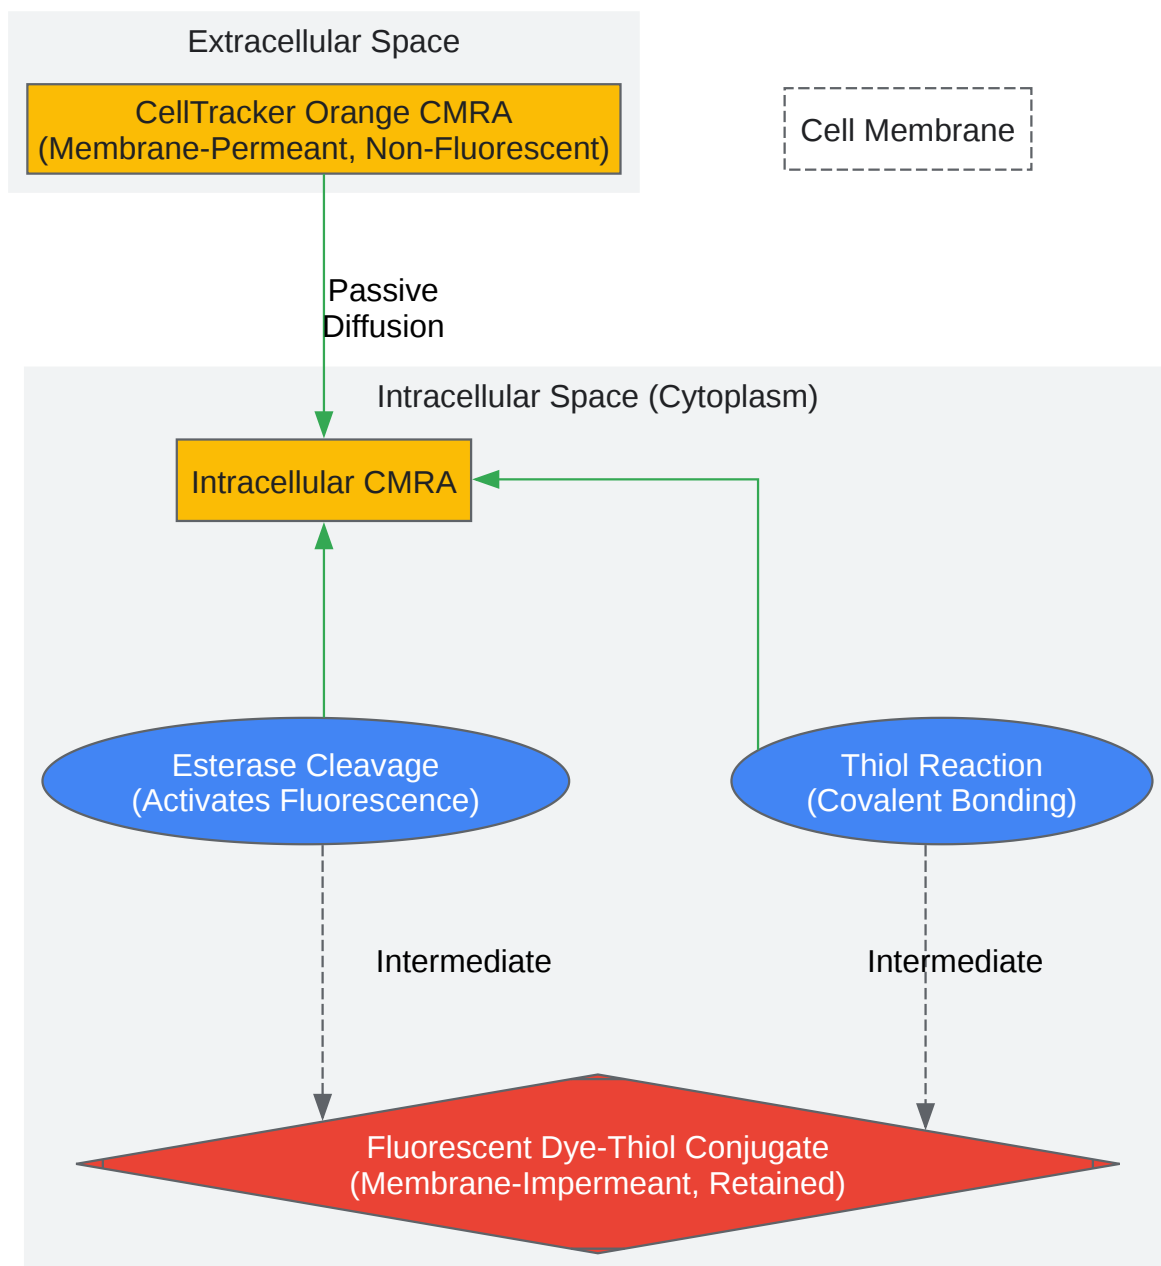 Extracellular Space
CellTracker Orange CMRA
(Membrane-Permeant, Non-Fluorescent)
Cell Membrane
Passive
Diffusion
Intracellular Space (Cytoplasm)
Intracellular CMRA
Esterase Cleavage
(Activates Fluorescence)
Thiol Reaction
(Covalent Bonding)
Intermediate
Intermediate
Fluorescent Dye-Thiol Conjugate
(Membrane-Impermeant, Retained)